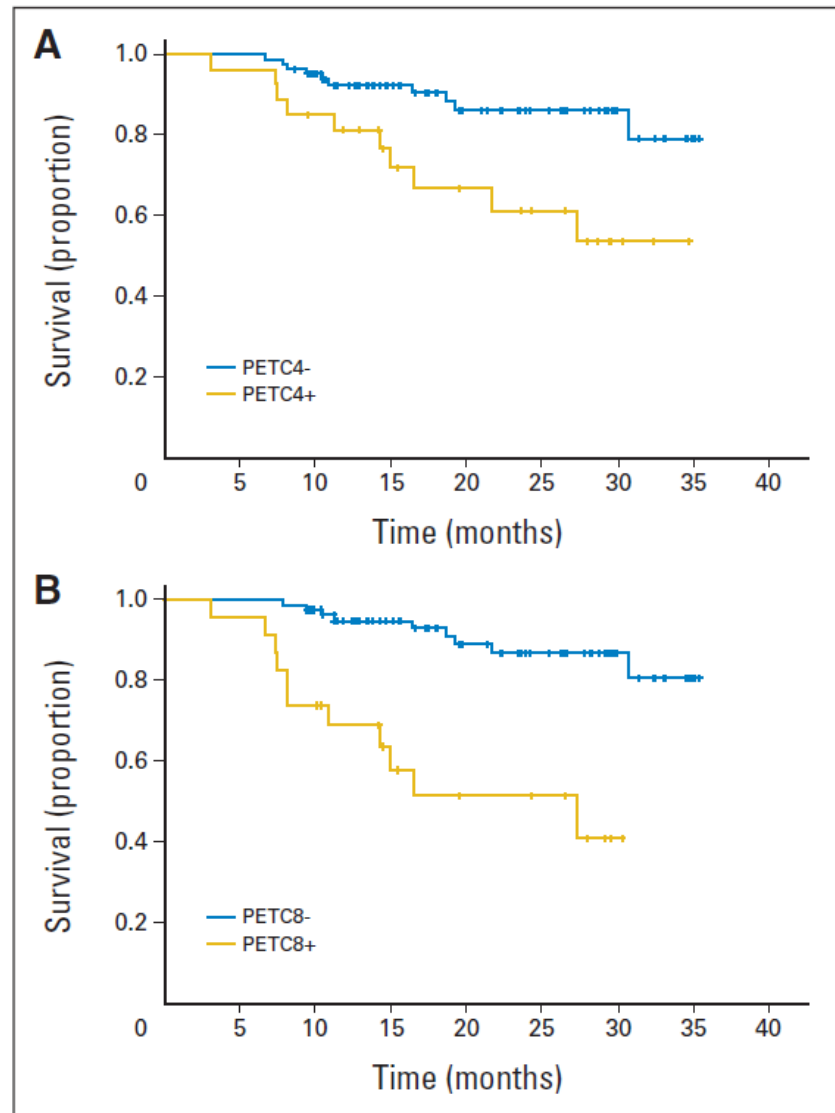 A
1.0
0.8
0.6
0.4
0.2
0
Survival (proportion)
PETC4-
PETC4+
5 10 15 20 25 30 35 40
Time (months)
B
1.0
0.8
0.6
0.4
0.2
0
Survival (proportion)
PETC8-
PETC8+
5 10 15 20 25 30 35 40
Time (months)